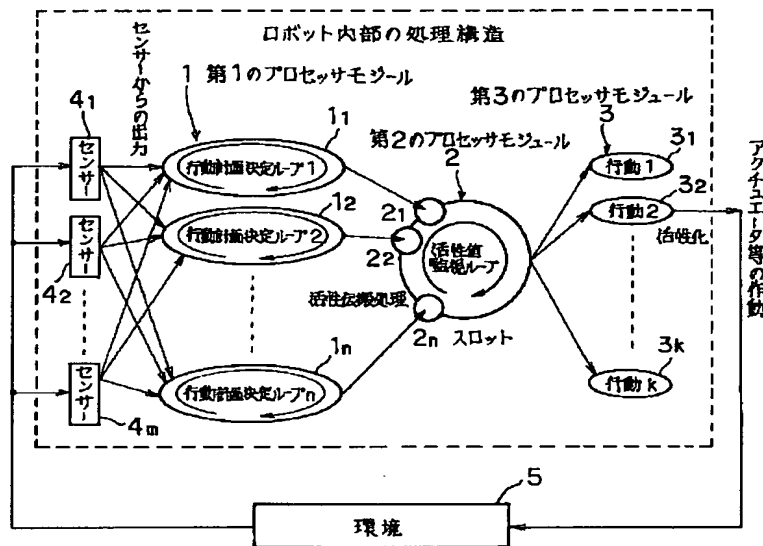 ロボット内部の処理構造
センサーからの出力
1 第1のプロセッサモジール
第2のプロセッサモジュール
2
第3のプロセッサモジュール
3
41
センサー
42
センサー
4m
センサー
11
行動計画決定ループ1
12
行動計画決定ループ2
1n
行動計画決定ループn
21
22
2n
スロット
活性値
監視ループ
活性伝搬処理
31
行動1
32
行動2
活性化
3k
行動k
アクチュエータ等の作動
5
環境